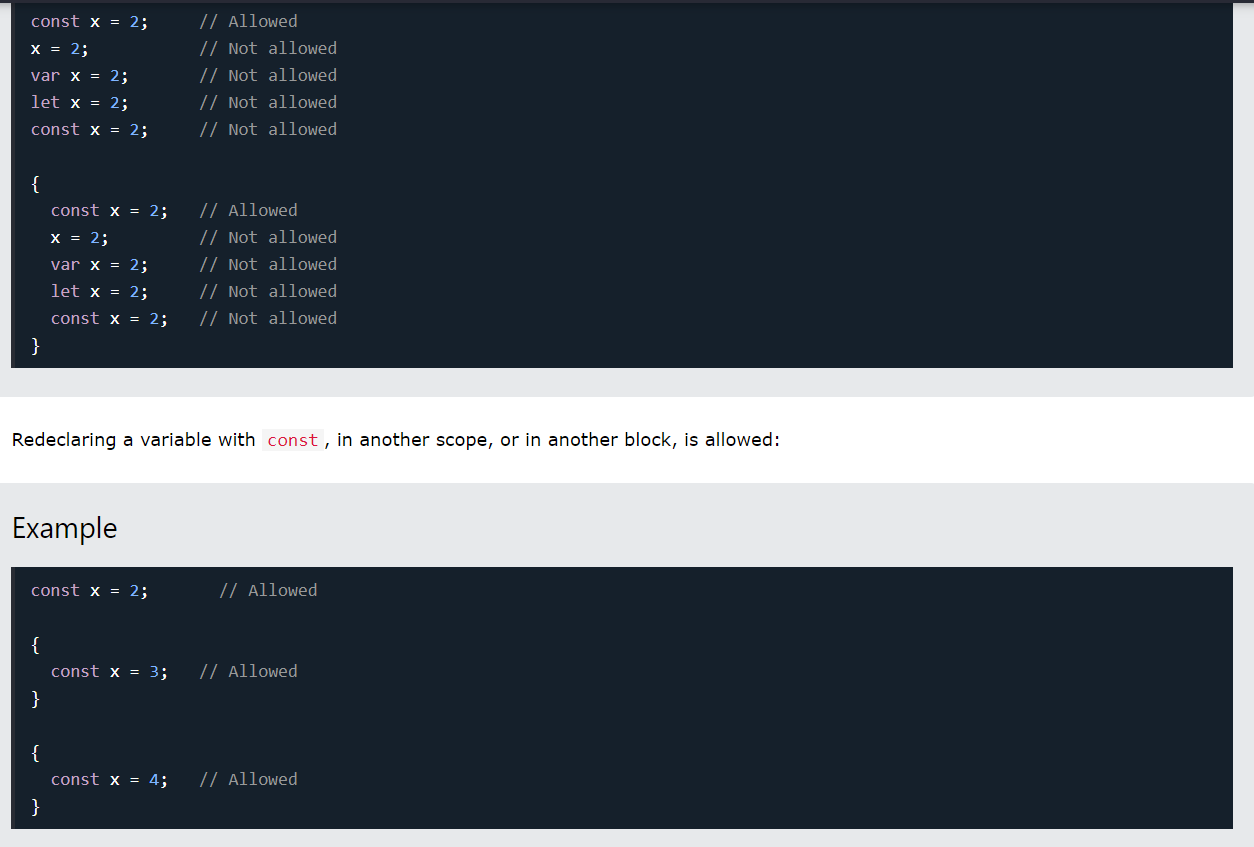 const x = 2;     // Allowed
x = 2;           // Not allowed
var x = 2;       // Not allowed
let x = 2;       // Not allowed
const x = 2;     // Not allowed
{
  const x = 2;   // Allowed
  x = 2;         // Not allowed
  var x = 2;     // Not allowed
  let x = 2;     // Not allowed
  const x = 2;   // Not allowed
}
Redeclaring a variable with const, in another scope, or in another block, is allowed:
Example
const x = 2;       // Allowed
{
  const x = 3;   // Allowed
}
{
  const x = 4;   // Allowed
}